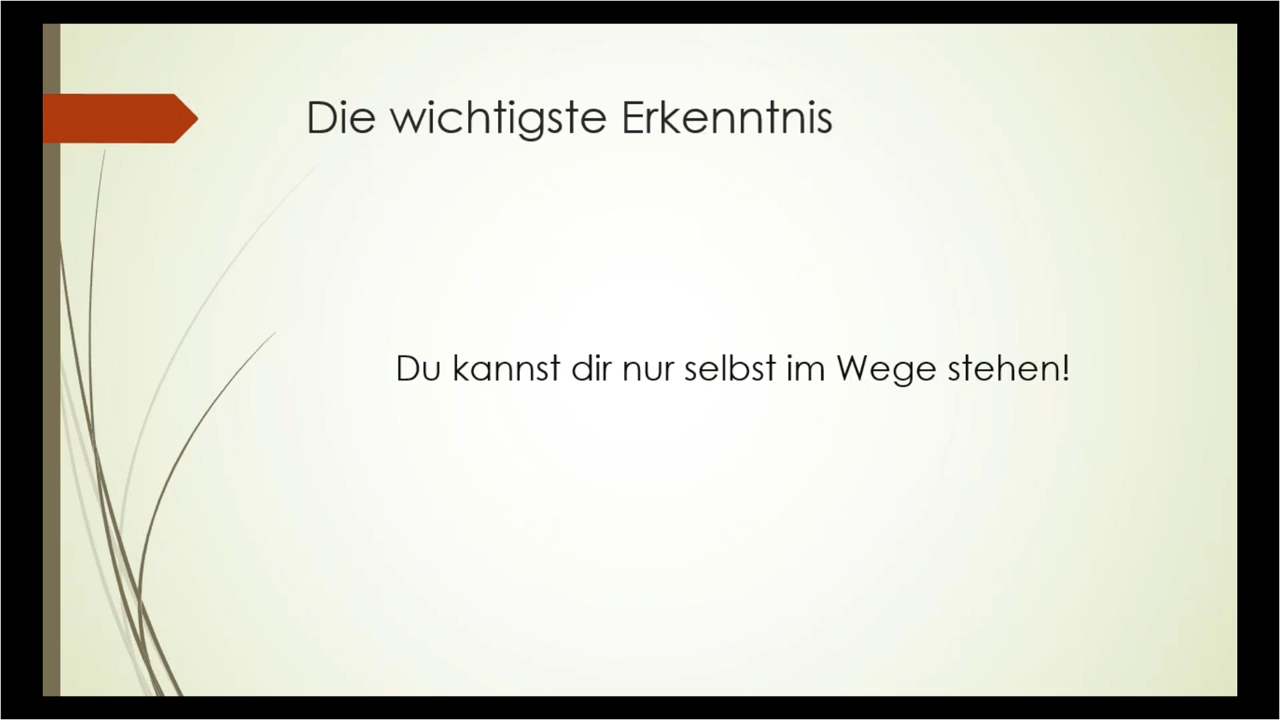 Die wichtigste Erkenntnis
Du kannst dir nur selbst im Wege stehen!